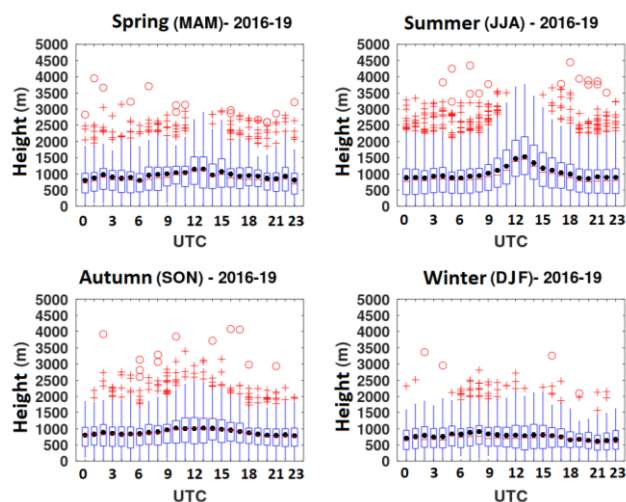 Spring (MAM)- 2016-19
Height (m)
5000
4500
4000
3500
3000
2500
2000
1500
1000
500
0
0 3 6 9 12 15 18 21 23
UTC
Summer (JJA) - 2016-19
Height (m)
5000
4500
4000
3500
3000
2500
2000
1500
1000
500
0
0 3 6 9 12 15 18 21 23
UTC
Autumn (SON) - 2016-19
Height (m)
5000
4500
4000
3500
3000
2500
2000
1500
1000
500
0
0 3 6 9 12 15 18 21 23
UTC
Winter (DJF)- 2016-19
Height (m)
5000
4500
4000
3500
3000
2500
2000
1500
1000
500
0
0 3 6 9 12 15 18 21 23
UTC